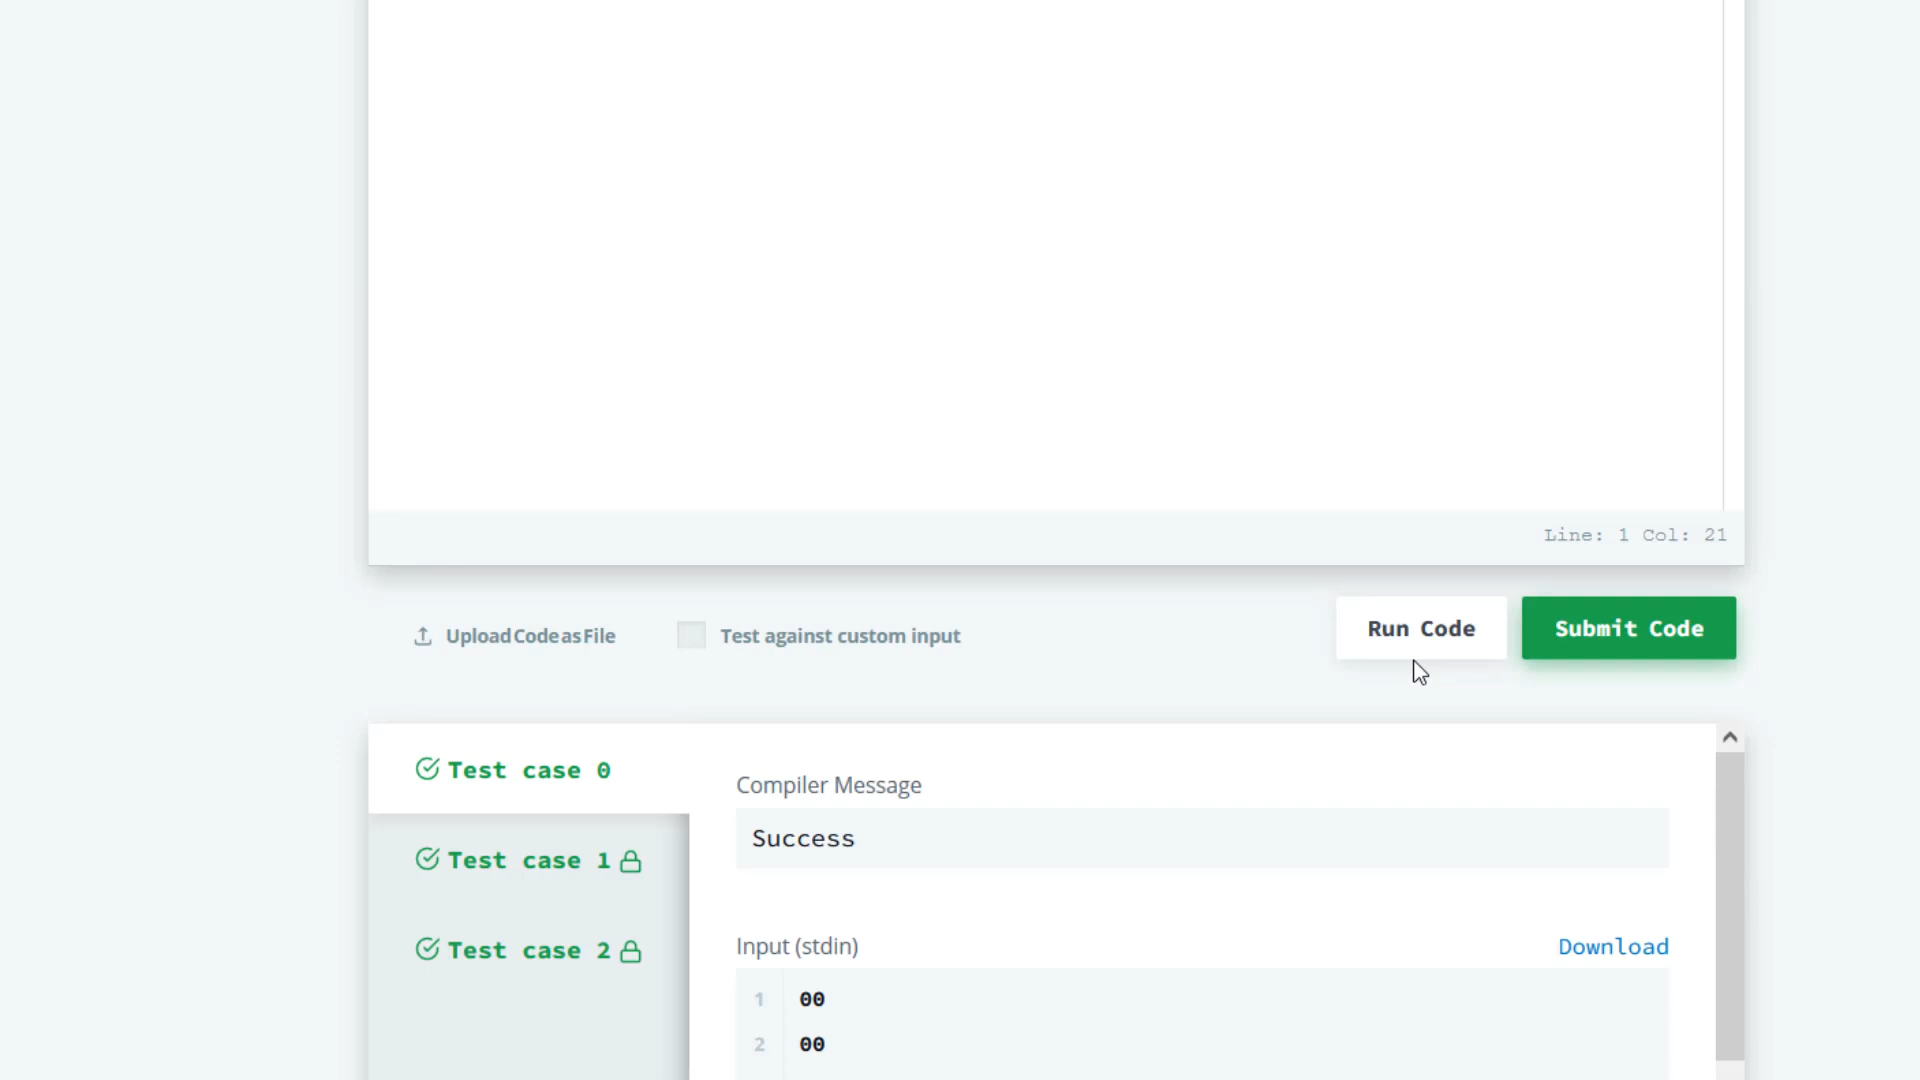 Line: 1 Col: 21
Upload Code as File
Test against custom input
Run Code
Submit Code
Test case 0
Test case 1
Test case 2
Compiler Message
Success
Input (stdin)
Download
1 00
2 00